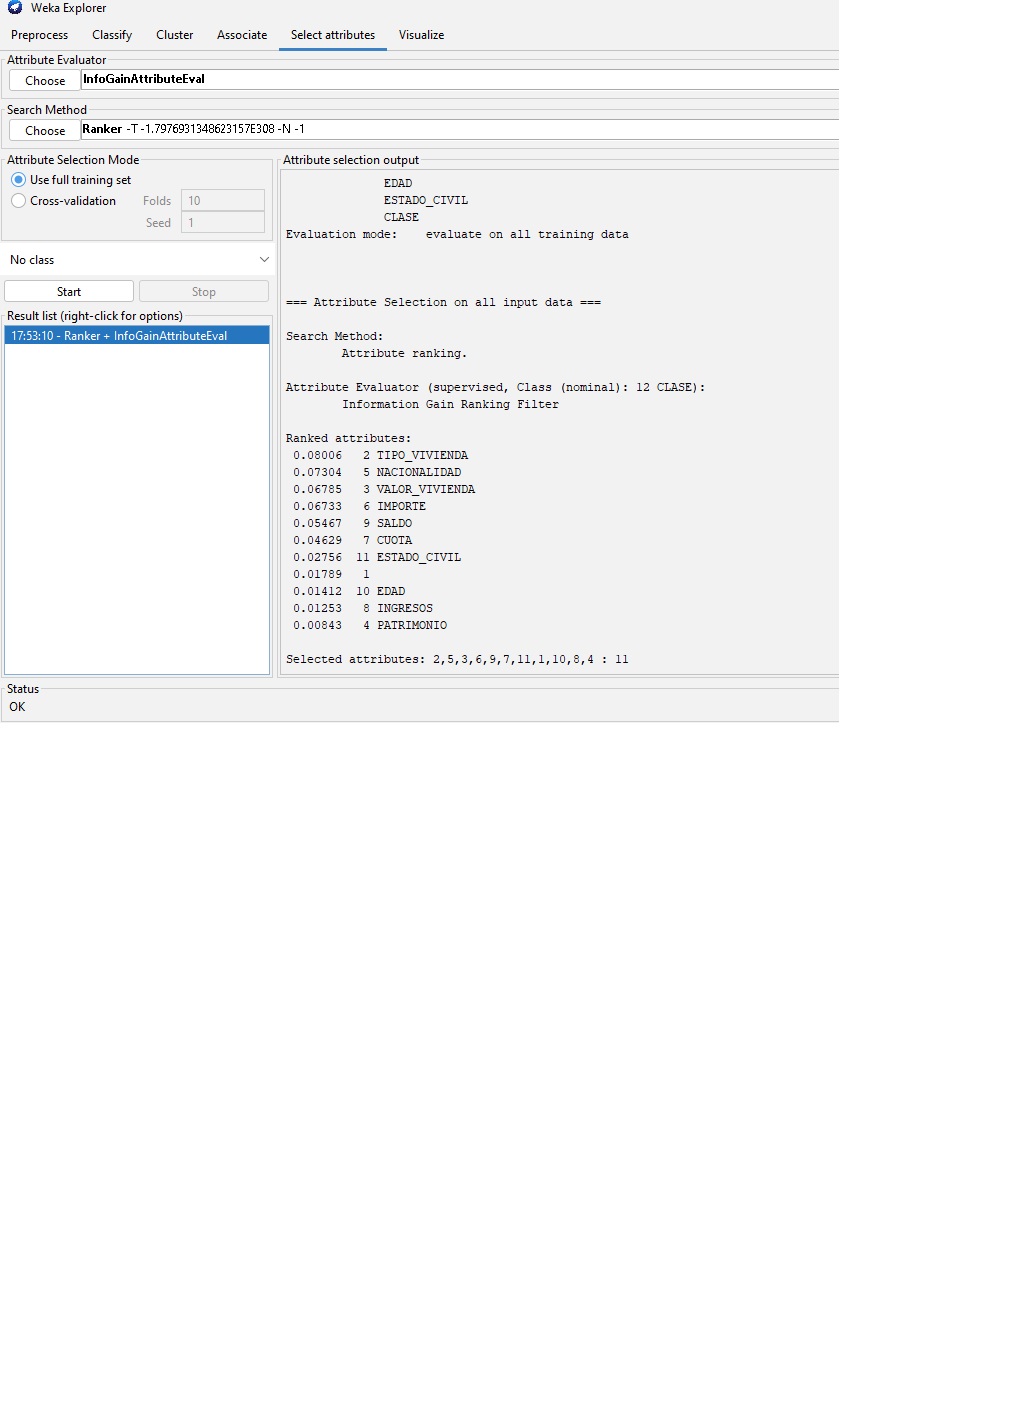 Weka Explorer
Preprocess Classify Cluster Associate Select attributes Visualize
Attribute Evaluator
Choose InfoGainAttributeEval
Search Method
Choose Ranker -T -1.7976931348623157E308 -N -1
Attribute Selection Mode
Use full training set
Cross-validation Folds 10
Seed 1
No class
Start Stop
Result list (right-click for options)
17:53:10 - Ranker + InfoGainAttributeEval
Attribute selection output
EDAD
ESTADO_CIVIL
CLASE
Evaluation mode: evaluate on all training data
=== Attribute Selection on all input data ===
Search Method:
Attribute ranking.
Attribute Evaluator (supervised, Class (nominal): 12 CLASE):
Information Gain Ranking Filter
Ranked attributes:
0.08006 2 TIPO_VIVIENDA
0.07304 5 NACIONALIDAD
0.06785 3 VALOR_VIVIENDA
0.06733 6 IMPORTE
0.05467 9 SALDO
0.04629 7 CUOTA
0.02756 11 ESTADO_CIVIL
0.01789 1
0.01412 10 EDAD
0.01253 8 INGRESOS
0.00843 4 PATRIMONIO
Selected attributes: 2,5,3,6,9,7,11,1,10,8,4 : 11
Status
OK